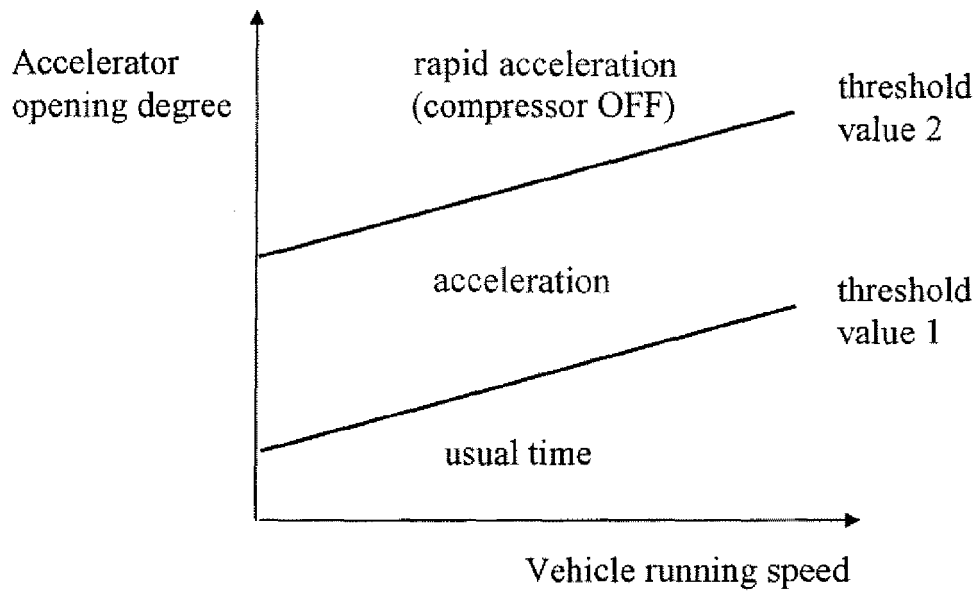 Accelerator
opening degree
rapid acceleration
(compressor OFF)
threshold
value 2
acceleration
threshold
value 1
usual time
Vehicle running speed